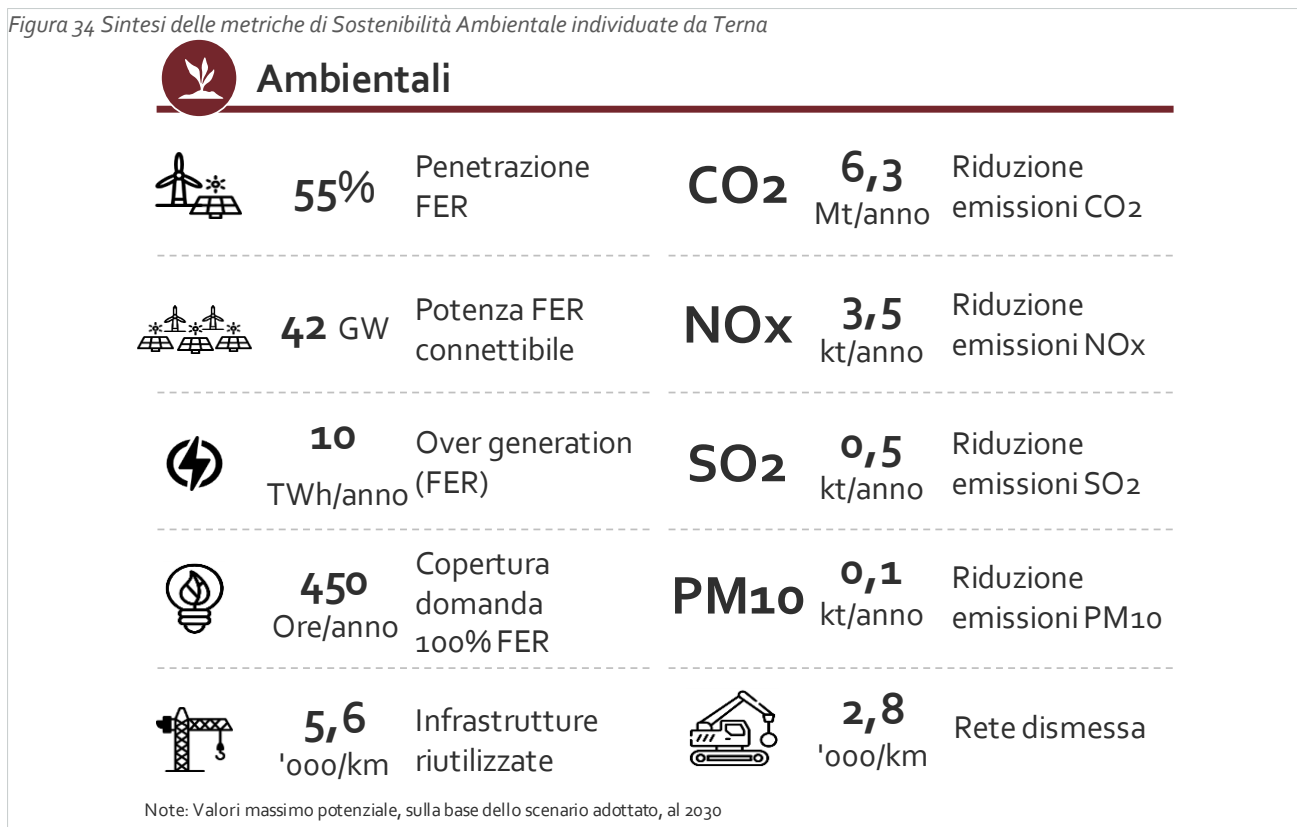 Figura 34 Sintesi delle metriche di Sostenibilità Ambientale individuate da Terna
Ambientali
55%
Penetrazione
FER
CO2
6,3
Mt/anno
Riduzione
emissioni CO2
42 GW
Potenza FER
connettibile
NOx
3,5
kt/anno
Riduzione
emissioni NOx
10
TWh/anno
Over generation
(FER)
SO2
0,5
kt/anno
Riduzione
emissioni SO2
450
Ore/anno
Copertura
domanda
100% FER
PM10
0,1
kt/anno
Riduzione
emissioni PM10
5,6
'000/km
Infrastrutture
riutilizzate
2,8
'000/km
Rete dismessa
Note: Valori massimo potenziale, sulla base dello scenario adottato, al 2030